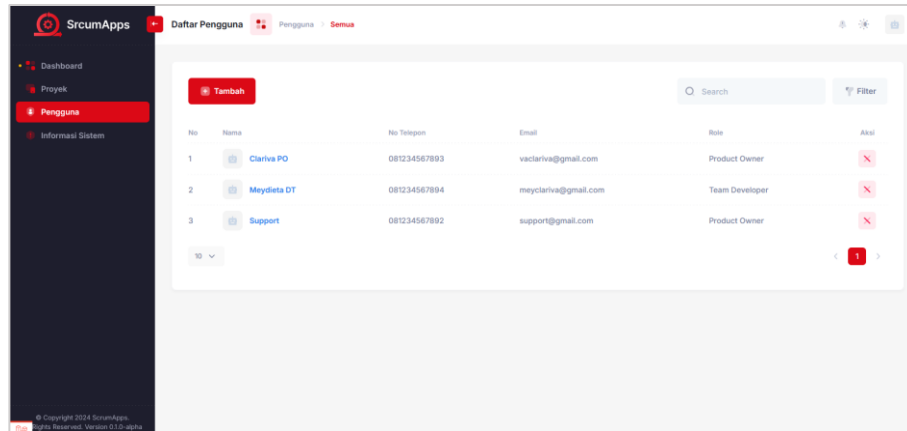 SrcumApps
Daftar Pengguna Pengguna Semua
Dashboard
Proyek
Pengguna
Informasi Sistem
Tambah
Search
Filter
No Nama No Telepon Email Role Aksi
1 Clariva PO 081234567893 vaclariva@gmail.com Product Owner
2 Meydieta DT 081234567894 meyclariva@gmail.com Team Developer
3 Support 081234567892 support@gmail.com Product Owner
10
1
© Copyright 2024 ScrumApps.
Rights Reserved. Version 0.1.0-alpha